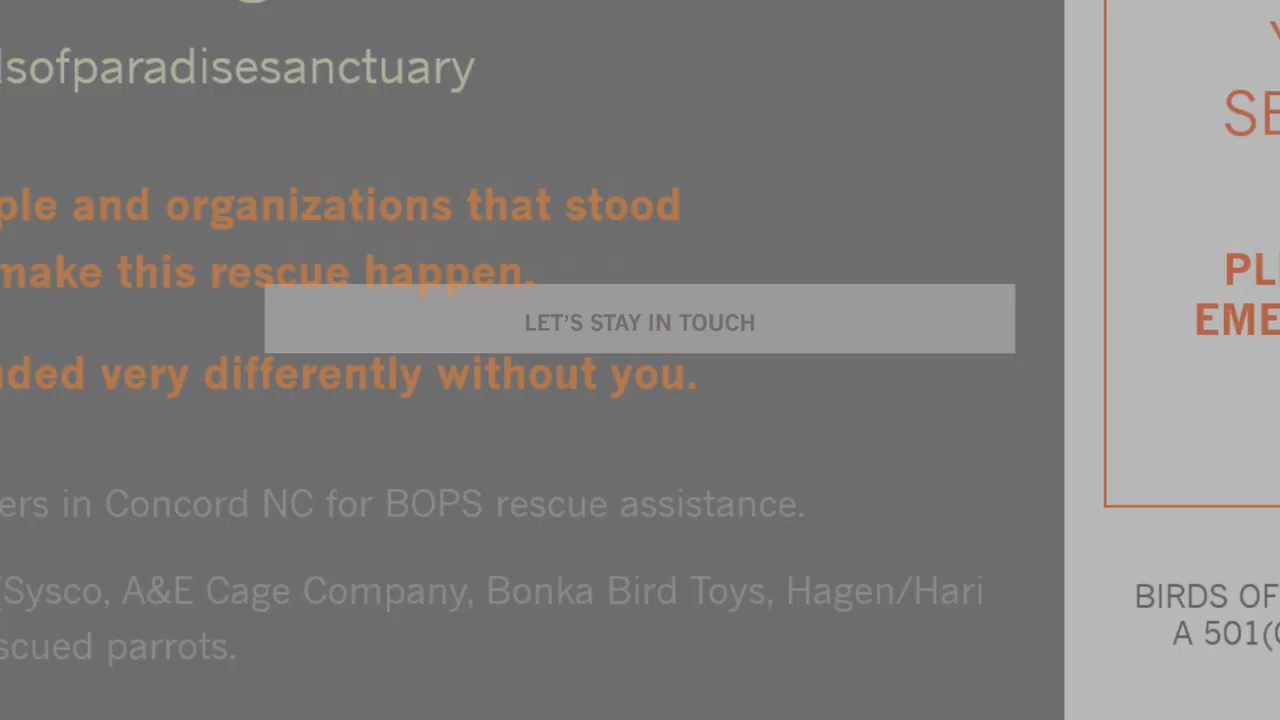 sofparadisesanctuary
ple and organizations that stood
make this rescue happen.
LET'S STAY IN TOUCH
ded very differently without you.
ers in Concord NC for BOPS rescue assistance.
(Sysco, A&E Cage Company, Bonka Bird Toys, Hagen/Hari
scued parrots.
SE
PL
EME
BIRDS OF
A 501(